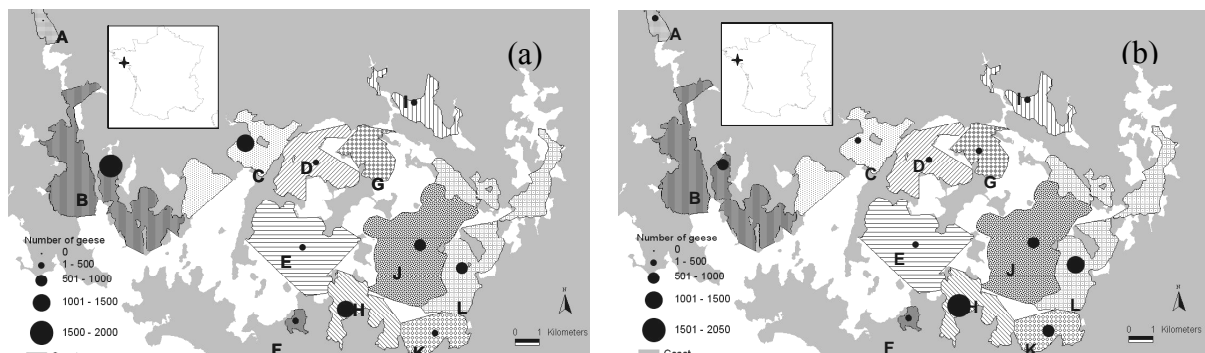 (a)
A
I
D
C
G
B
Number of geese
0
1 - 500
501 - 1000
1001 - 1500
1500 - 2000
E
J
H
L
F
K
N
0 1 Kilometers
(b)
A
I
D
C
G
B
Number of geese
0
1 - 500
501 - 1000
1001 - 1500
1501 - 2050
E
J
H
L
F
K
N
0 1 Kilometers